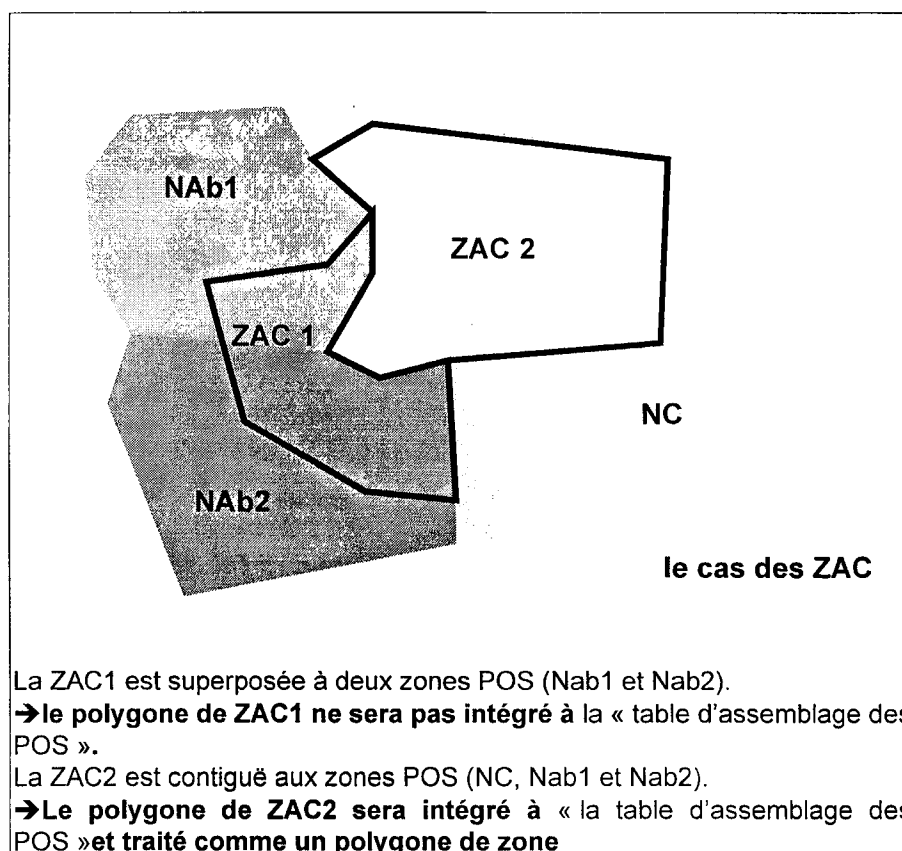 NAb1
ZAC 2
ZAC 1
NC
NAb2
le cas des ZAC
La ZAC1 est superposée à deux zones POS (Nab1 et Nab2).
→le polygone de ZAC1 ne sera pas intégré à la « table d'assemblage des
POS ».
La ZAC2 est contiguë aux zones POS (NC, Nab1 et Nab2).
→Le polygone de ZAC2 sera intégré à « la table d'assemblage des
POS »et traité comme un polygone de zone